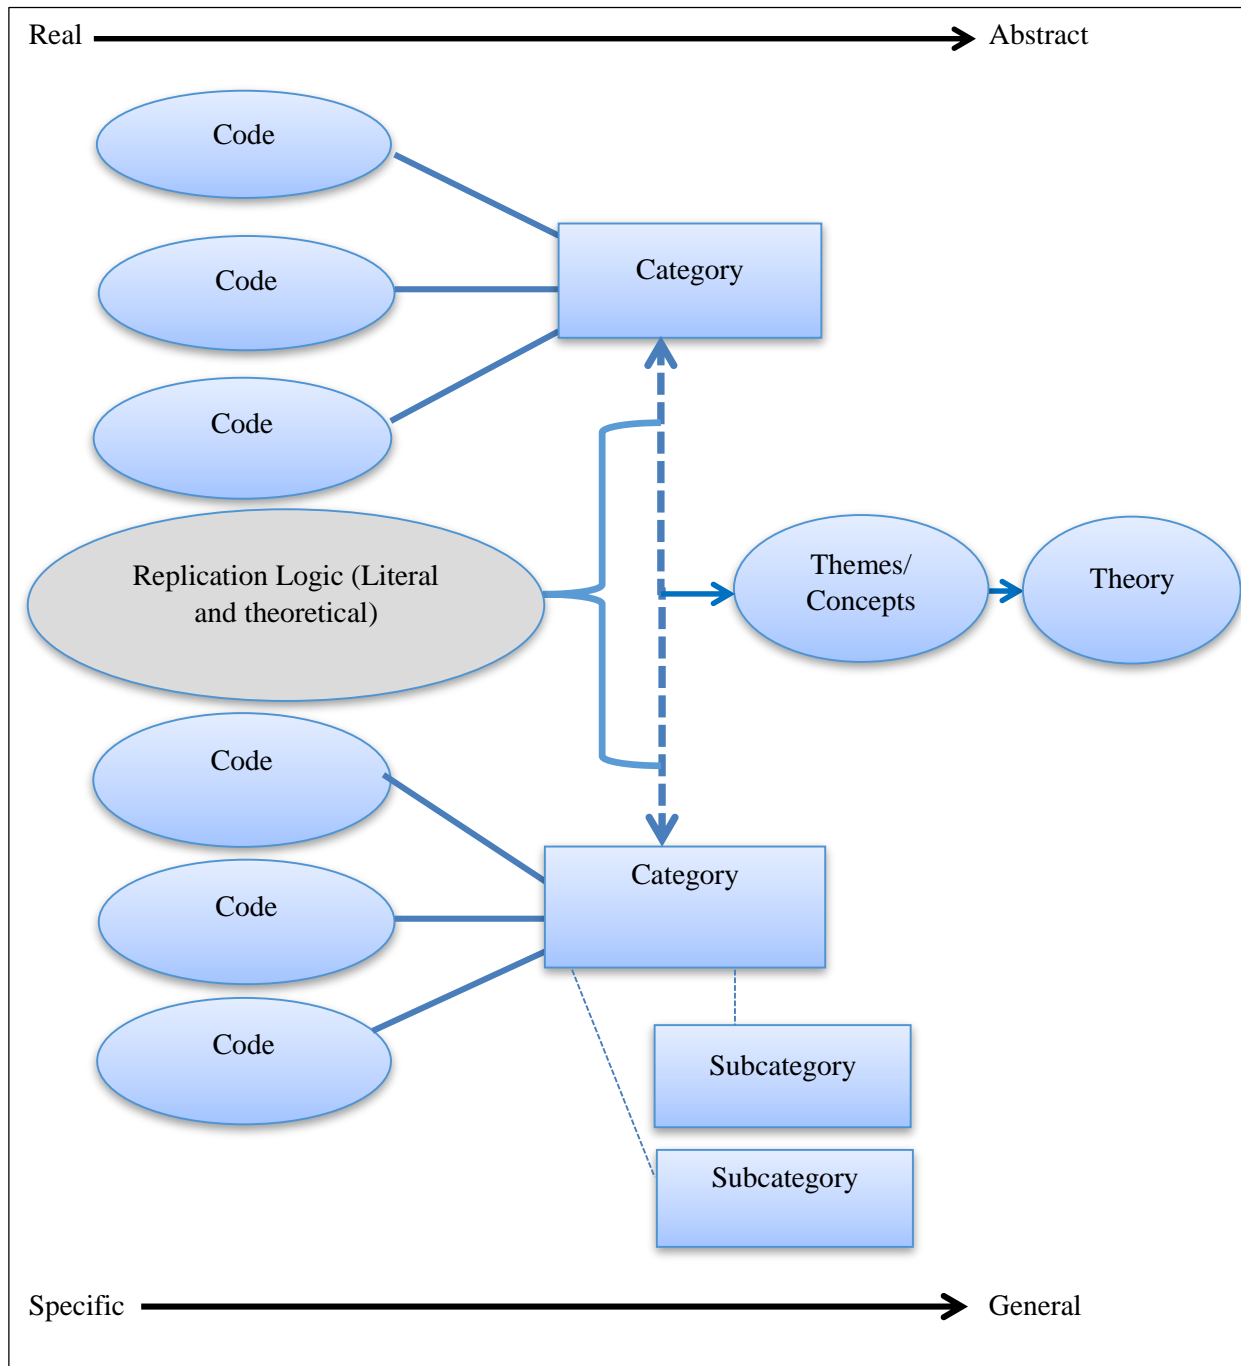 Real
Abstract
Code
Code
Category
Code
Replication Logic (Literal
and theoretical)
Themes/
Concepts
Theory
Code
Category
Code
Code
Subcategory
Subcategory
Specific
General